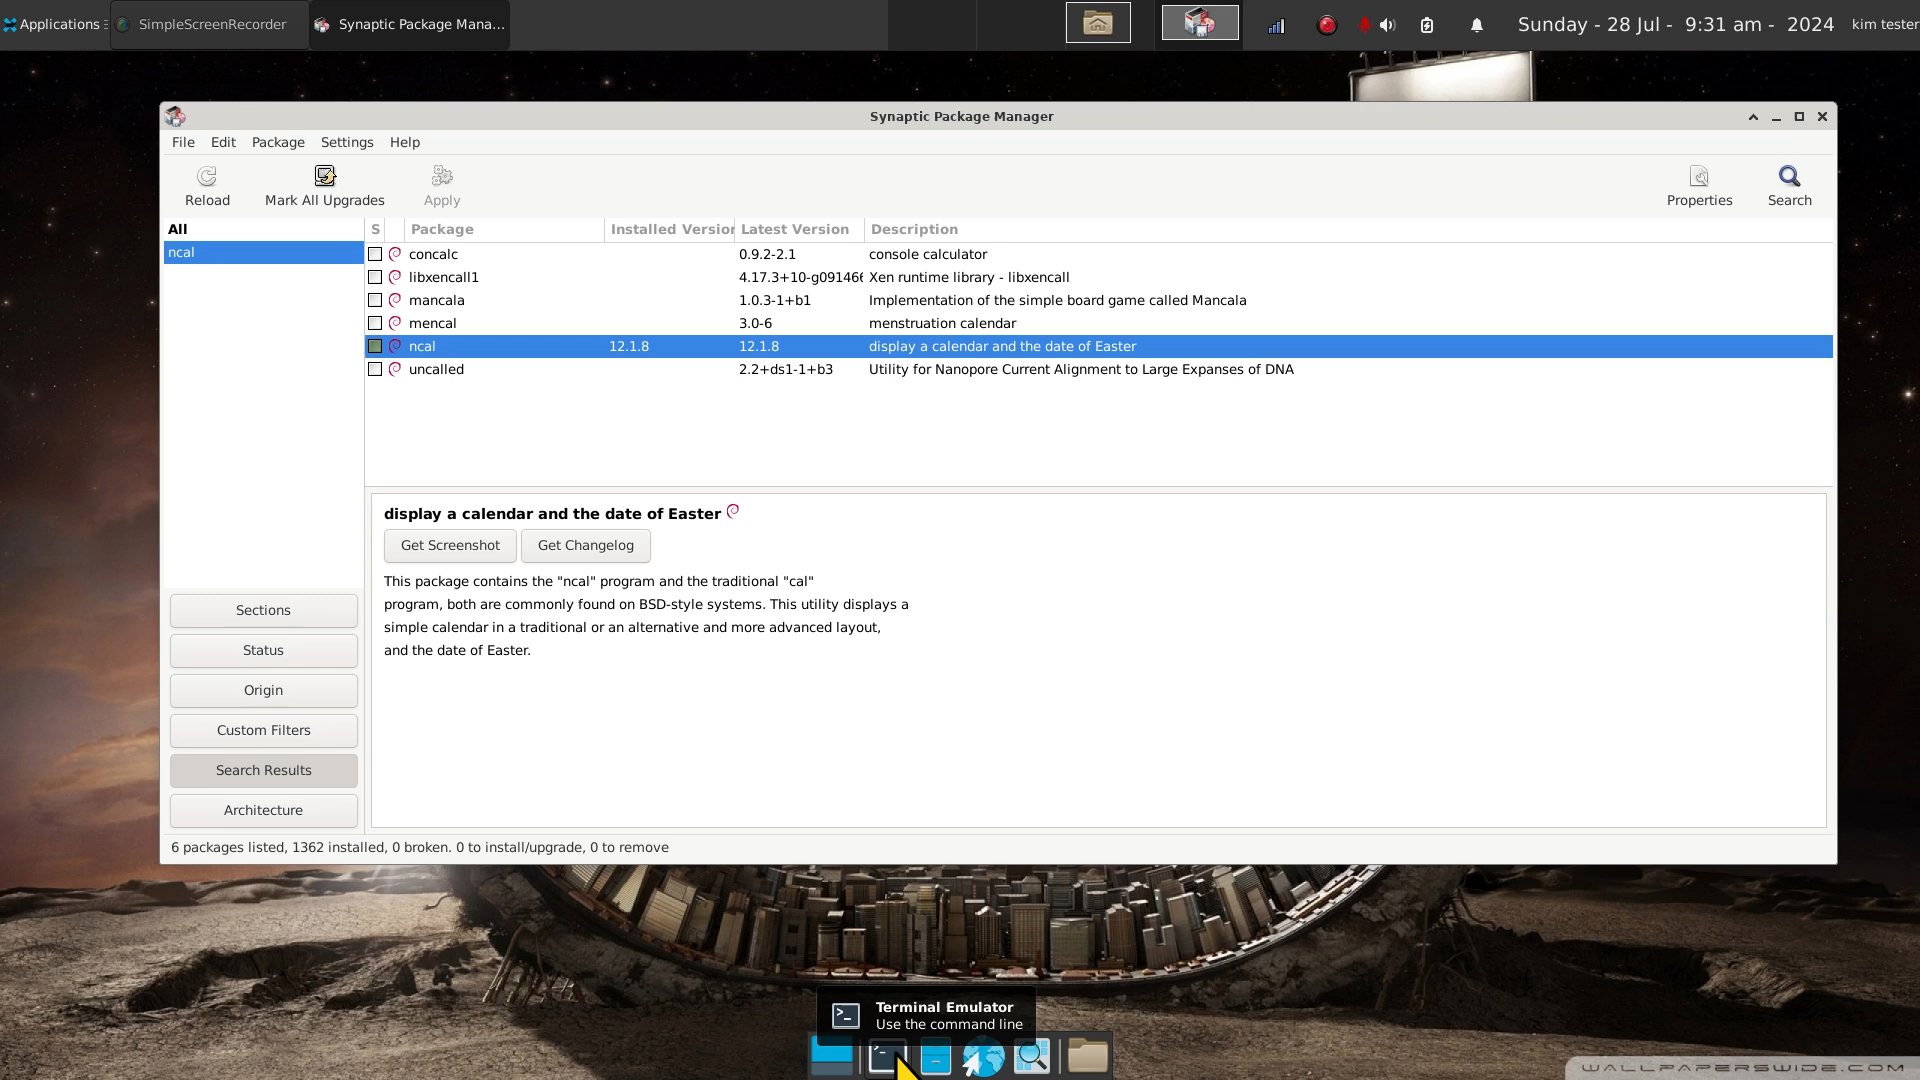 Applications
SimpleScreenRecorder
Synaptic Package Mana...
Sunday - 28 Jul -  9:31 am -  2024
kim tester
Synaptic Package Manager
File
Edit
Package
Settings
Help
Reload
Mark All Upgrades
Apply
Properties
Search
All
ncal
S
Package
Installed Version
Latest Version
Description
concalc 0.9.2-2.1 console calculator
libxencall1 4.17.3+10-g091466 Xen runtime library - libxencall
mancala 1.0.3-1+b1 Implementation of the simple board game called Mancala
mencal 3.0-6 menstruation calendar
ncal 12.1.8 12.1.8 display a calendar and the date of Easter
uncalled 2.2+ds1-1+b3 Utility for Nanopore Current Alignment to Large Expanses of DNA
display a calendar and the date of Easter
Get Screenshot
Get Changelog
This package contains the "ncal" program and the traditional "cal"
program, both are commonly found on BSD-style systems. This utility displays a
simple calendar in a traditional or an alternative and more advanced layout,
and the date of Easter.
Sections
Status
Origin
Custom Filters
Search Results
Architecture
6 packages listed, 1362 installed, 0 broken. 0 to install/upgrade, 0 to remove
Terminal Emulator
Use the command line
WALLPAPERSWIDE.COM